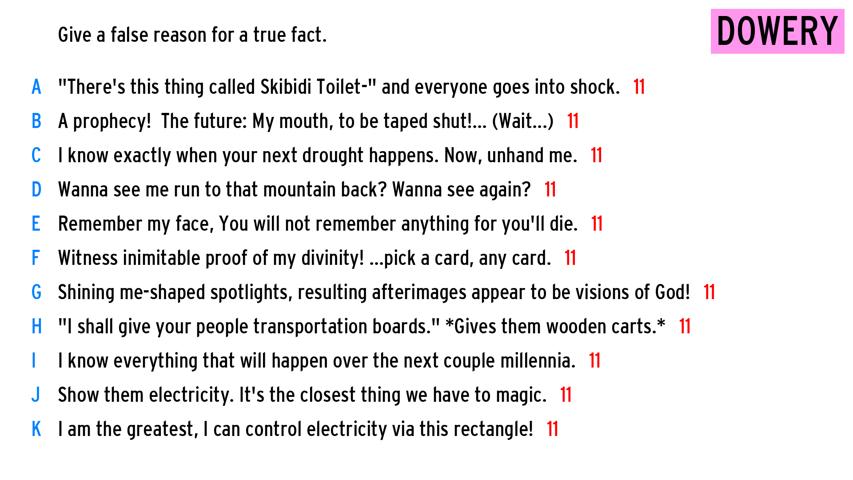 Give a false reason for a true fact.
DOWERY
A "There's this thing called Skibidi Toilet-" and everyone goes into shock. 11
B A prophecy! The future: My mouth, to be taped shut!... (Wait...) 11
C I know exactly when your next drought happens. Now, unhand me. 11
D Wanna see me run to that mountain back? Wanna see again? 11
E Remember my face, You will not remember anything for you'll die. 11
F Witness inimitable proof of my divinity! ...pick a card, any card. 11
G Shining me-shaped spotlights, resulting afterimages appear to be visions of God! 11
H "I shall give your people transportation boards." *Gives them wooden carts.* 11
I I know everything that will happen over the next couple millennia. 11
J Show them electricity. It's the closest thing we have to magic. 11
K I am the greatest, I can control electricity via this rectangle! 11